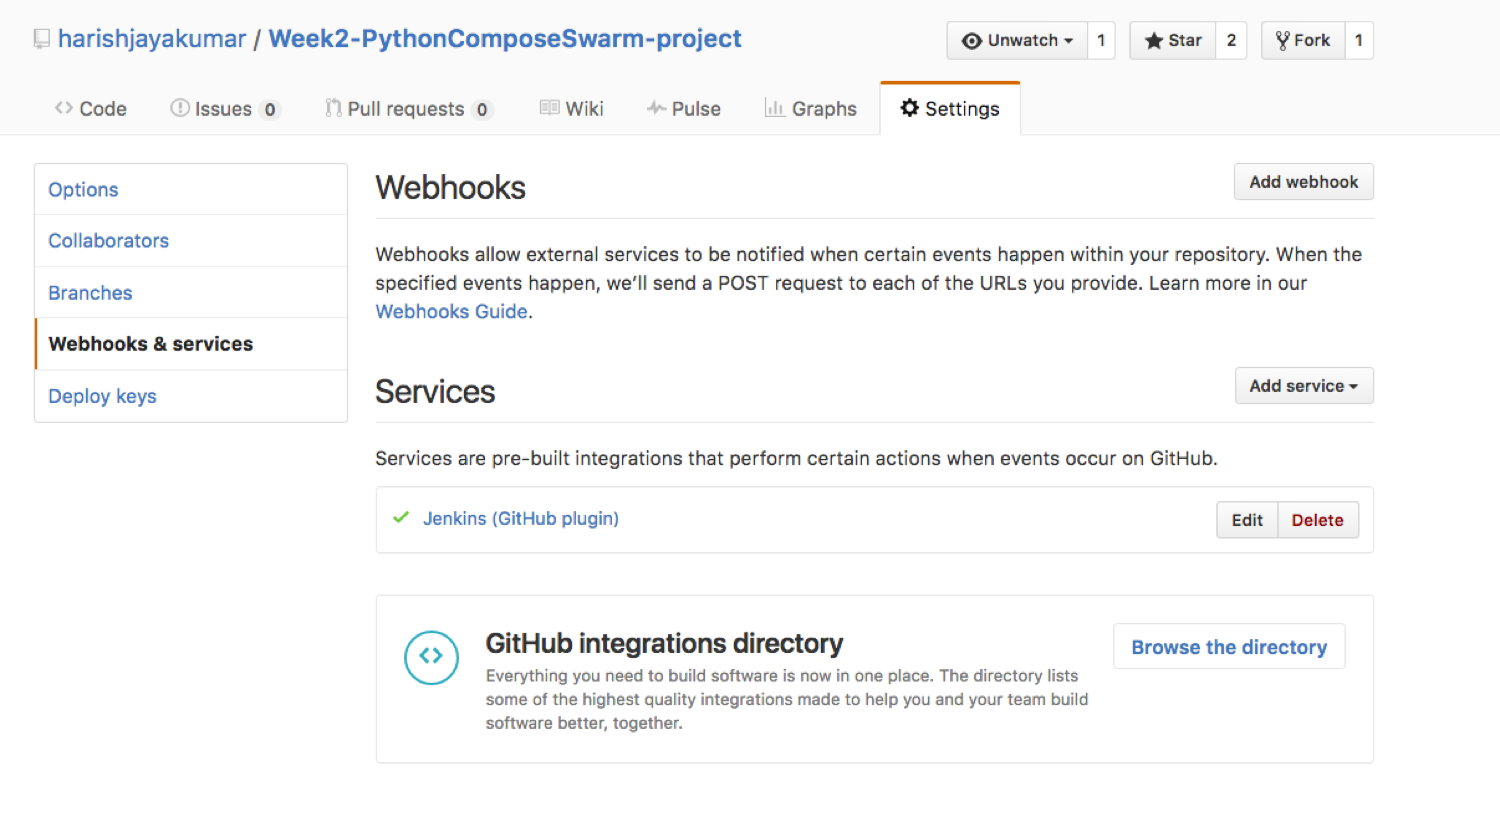 harishjayakumar / Week2-PythonComposeSwarm-project
Unwatch 1 Star 2 Fork 1
Code Issues 0 Pull requests 0 Wiki Pulse Graphs Settings
Options
Collaborators
Branches
Webhooks & services
Deploy keys
Webhooks
Add webhook
Webhooks allow external services to be notified when certain events happen within your repository. When the
specified events happen, we’ll send a POST request to each of the URLs you provide. Learn more in our
Webhooks Guide.
Services
Add service
Services are pre-built integrations that perform certain actions when events occur on GitHub.
Jenkins (GitHub plugin)
Edit Delete
GitHub integrations directory
Everything you need to build software is now in one place. The directory lists
some of the highest quality integrations made to help you and your team build
software better, together.
Browse the directory